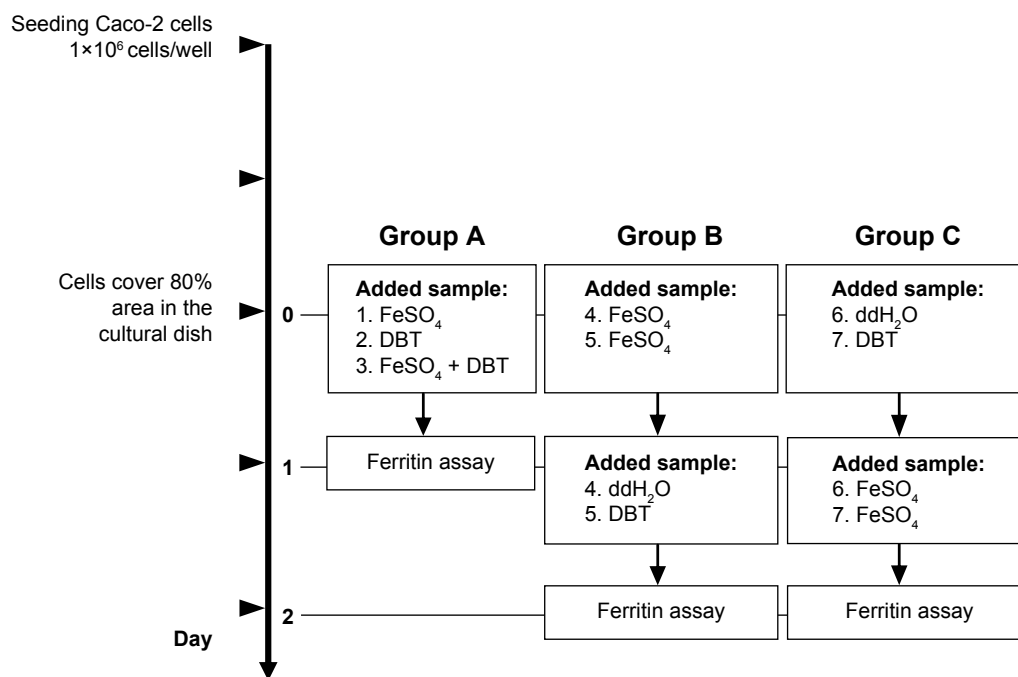 Seeding Caco-2 cells
1×10⁶ cells/well
Group A
Group B
Group C
Cells cover 80%
area in the
cultural dish
0
Added sample:
1. FeSO₄
2. DBT
3. FeSO₄ + DBT
Added sample:
4. FeSO₄
5. FeSO₄
Added sample:
6. ddH₂O
7. DBT
1
Ferritin assay
Added sample:
4. ddH₂O
5. DBT
Added sample:
6. FeSO₄
7. FeSO₄
2
Ferritin assay
Ferritin assay
Day